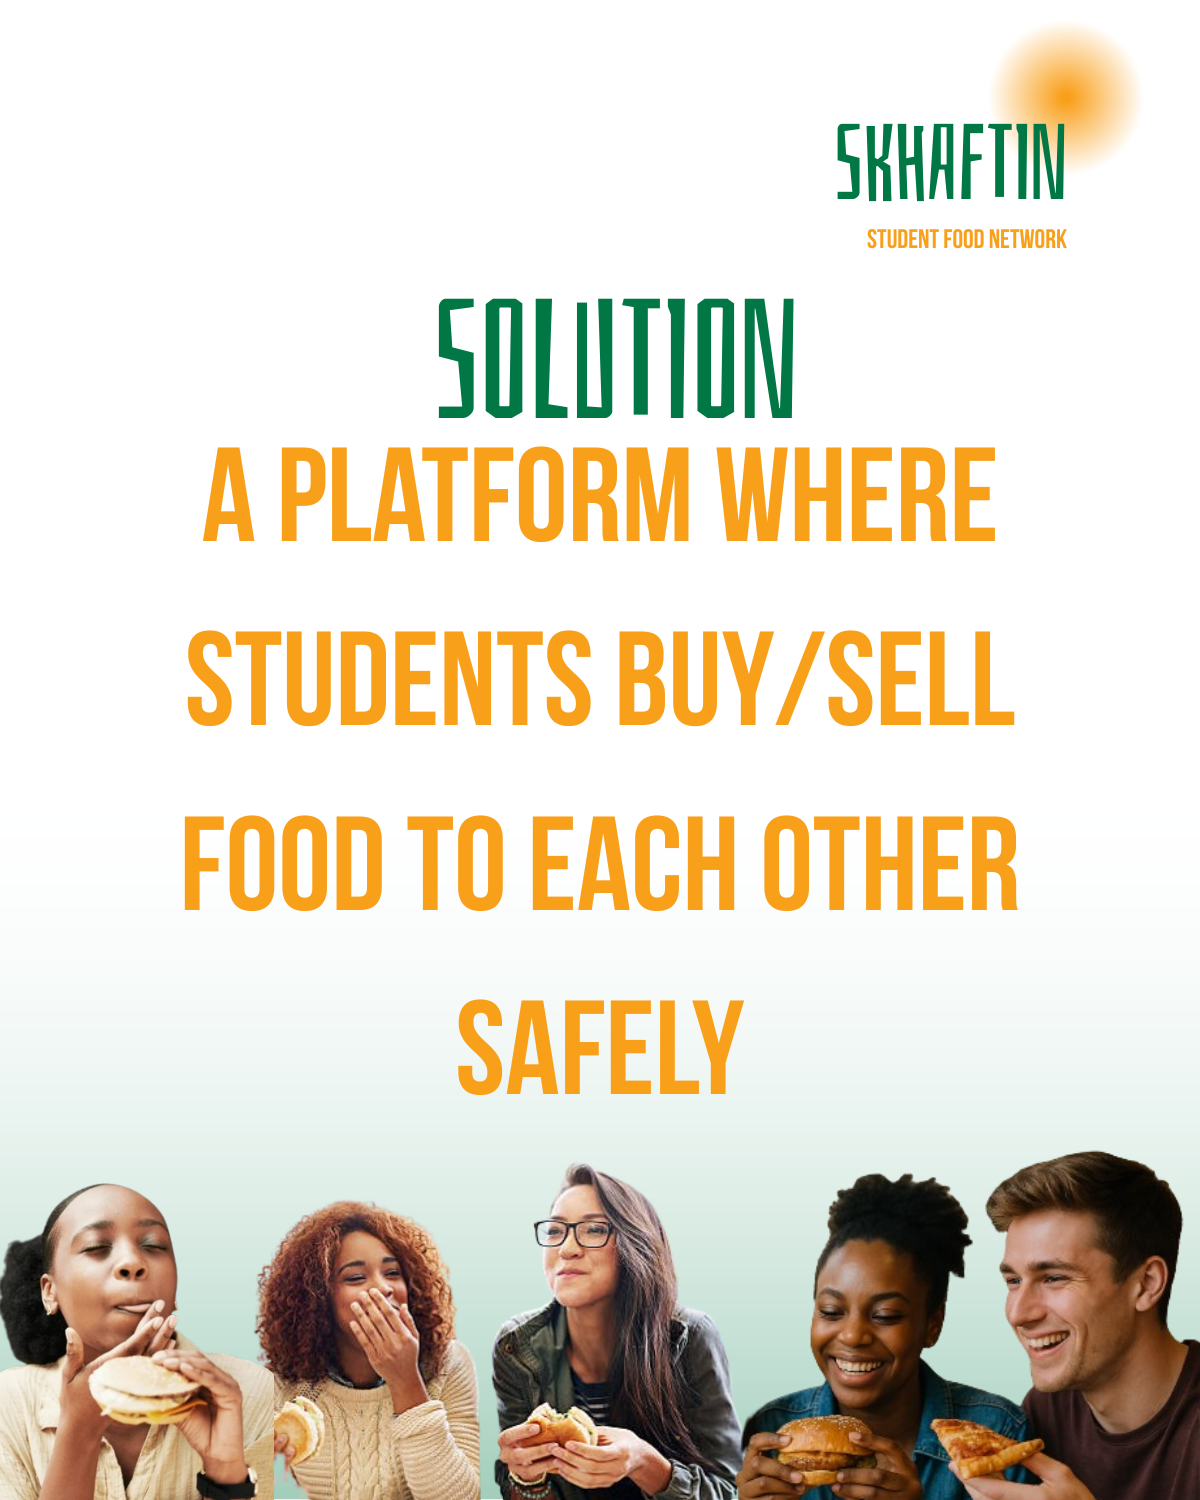 SKHAFTIN
STUDENT FOOD NETWORK
SOLUTION
A PLATFORM WHERE
STUDENTS BUY/SELL
FOOD TO EACH OTHER
SAFELY